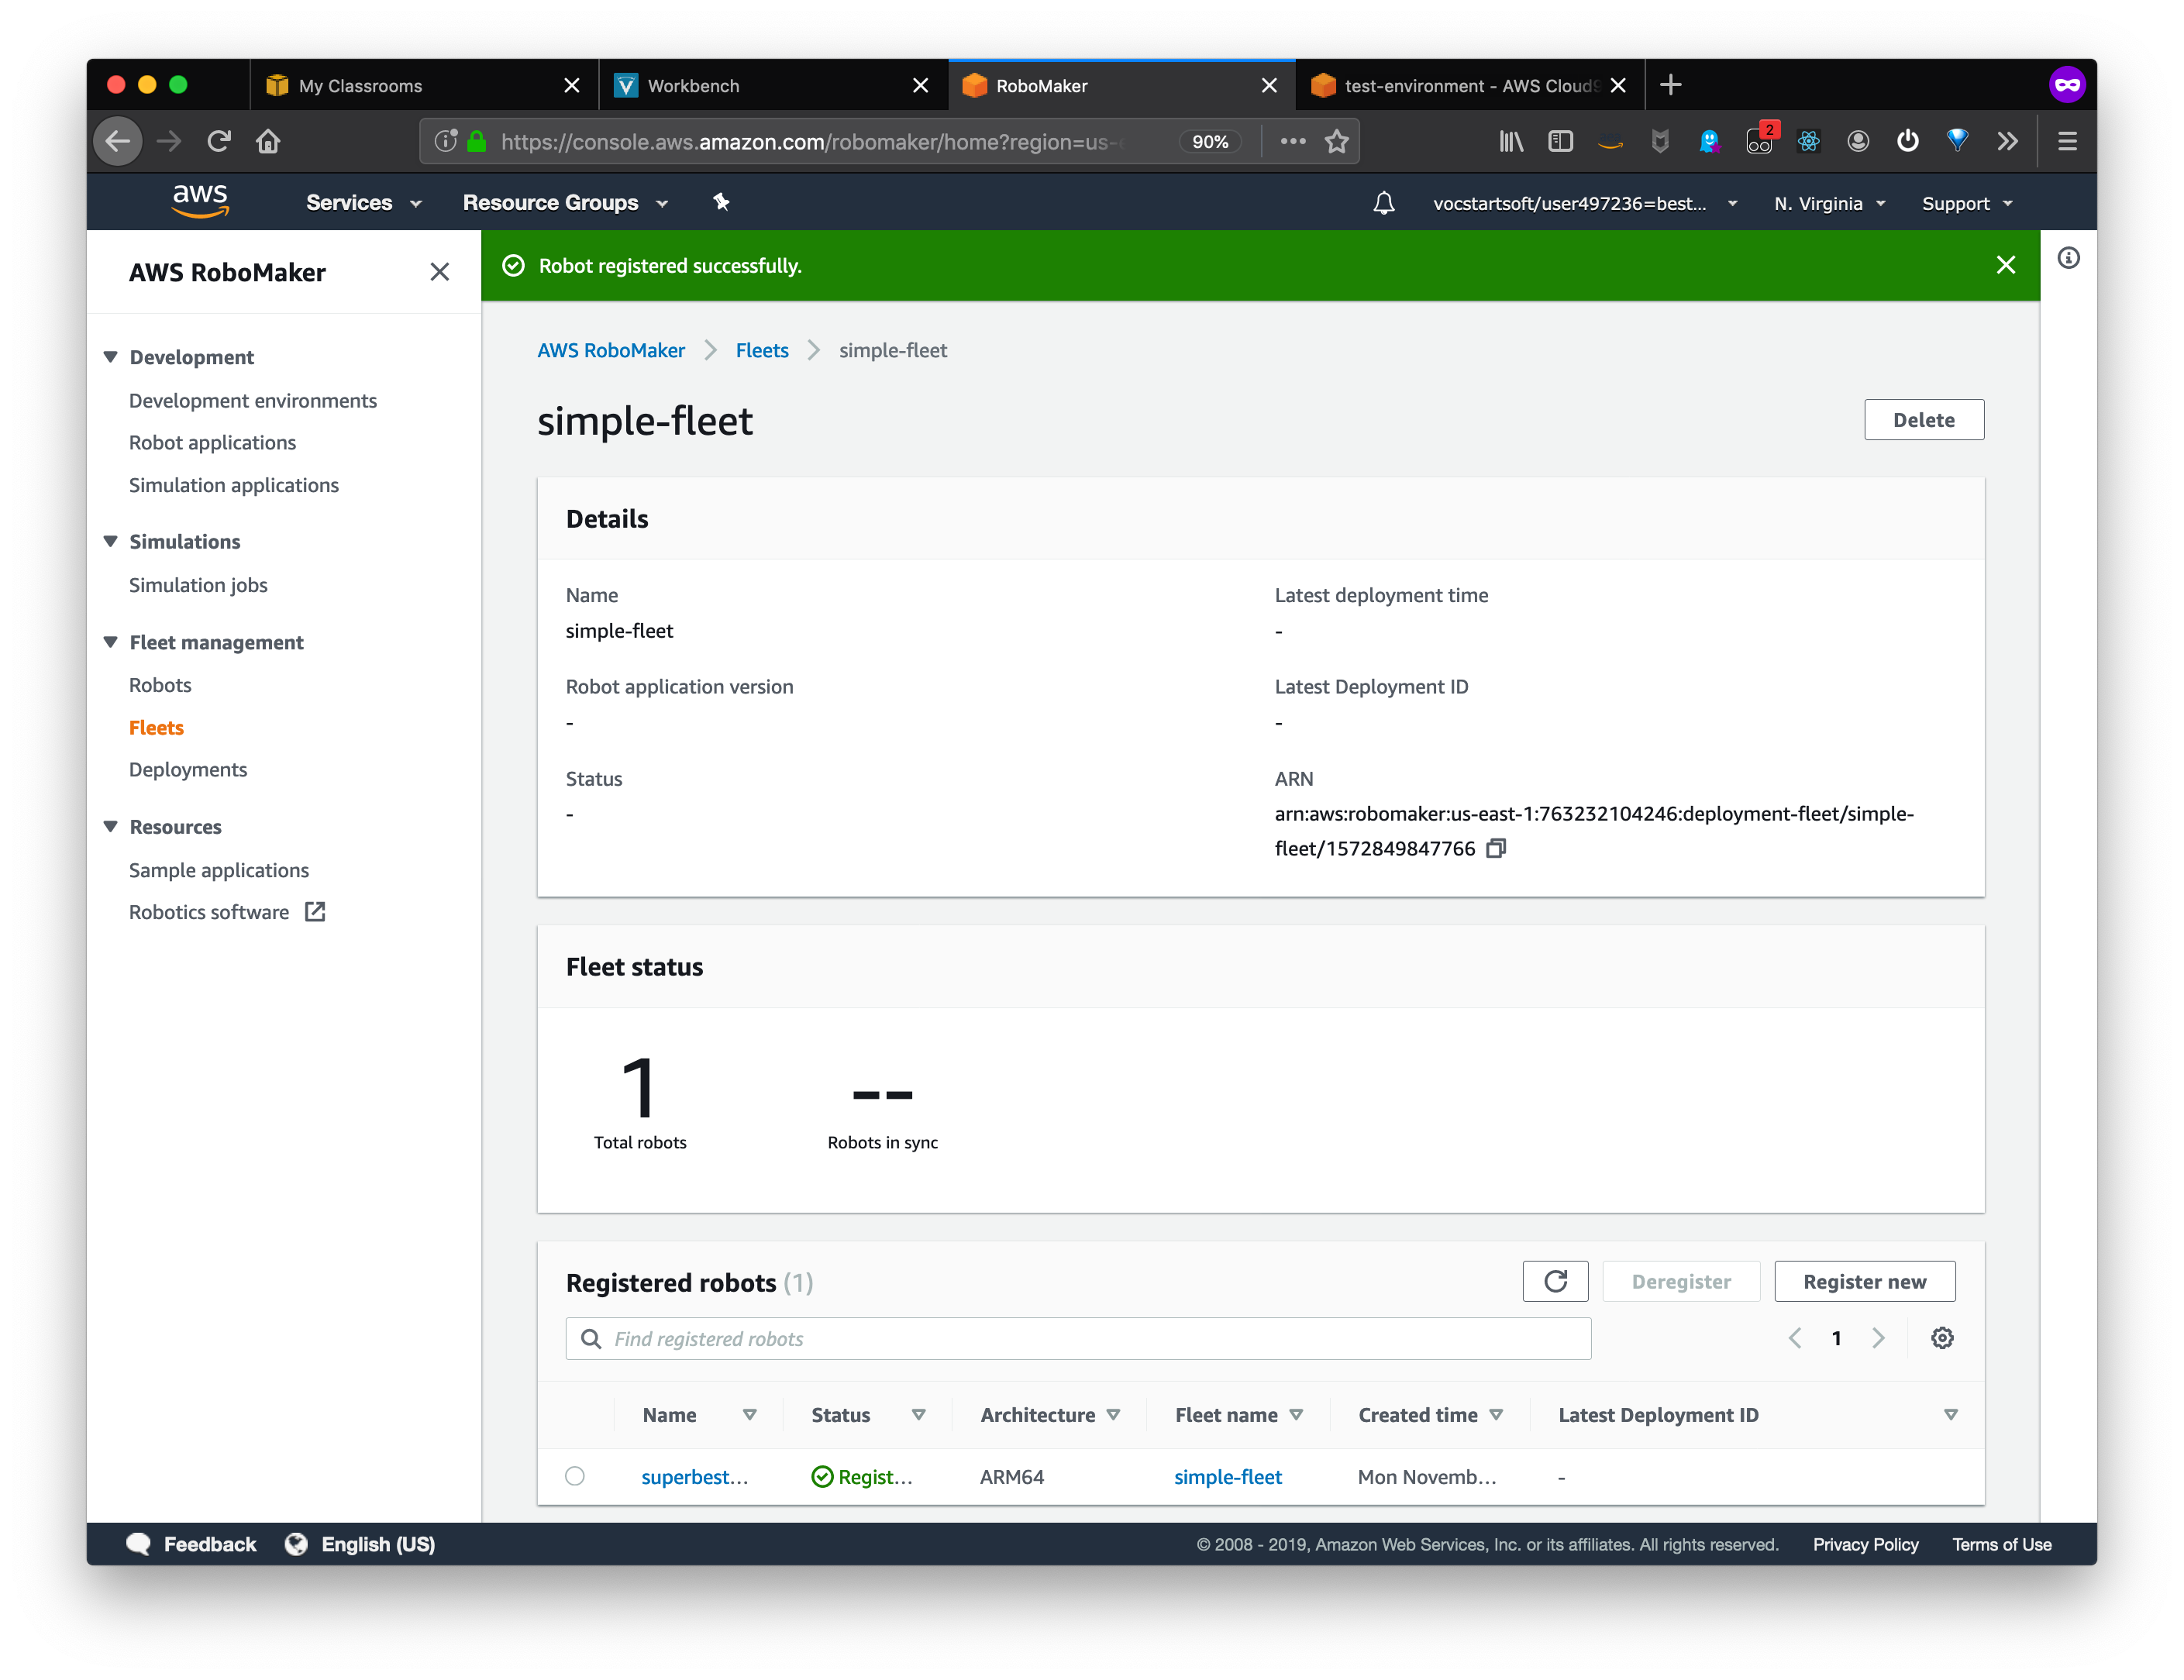 My Classrooms
Workbench
RoboMaker
test-environment - AWS Cloud9
https://console.aws.amazon.com/robomaker/home?region=us-e
90%
2
aws
Services
Resource Groups
vocstartsoft/user497236=best...
N. Virginia
Support
AWS RoboMaker
Robot registered successfully.
Development
Development environments
Robot applications
Simulation applications
Simulations
Simulation jobs
Fleet management
Robots
Fleets
Deployments
Resources
Sample applications
Robotics software
AWS RoboMaker
Fleets
simple-fleet
simple-fleet
Delete
Details
Name
simple-fleet
Latest deployment time
-
Robot application version
-
Latest Deployment ID
-
Status
-
ARN
arn:aws:robomaker:us-east-1:763232104246:deployment-fleet/simple-
fleet/1572849847766
Fleet status
1
Total robots
--
Robots in sync
Registered robots (1)
Deregister
Register new
Find registered robots
1
Name
Status
Architecture
Fleet name
Created time
Latest Deployment ID
superbest...
Regist...
ARM64
simple-fleet
Mon Novemb...
-
Feedback
English (US)
© 2008 - 2019, Amazon Web Services, Inc. or its affiliates. All rights reserved.
Privacy Policy
Terms of Use